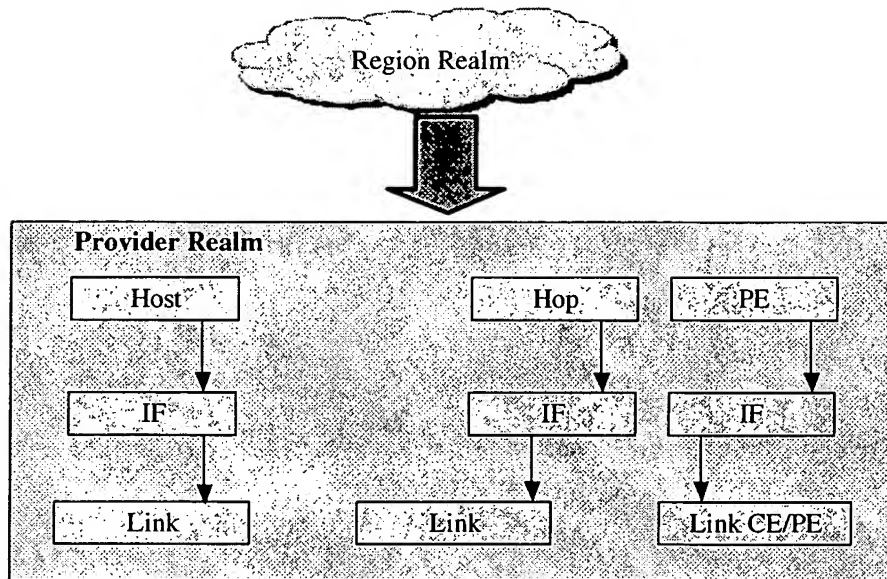 Region Realm
Provider Realm
Host
Hop
PE
IF
IF
IF
Link
Link
Link CE/PE